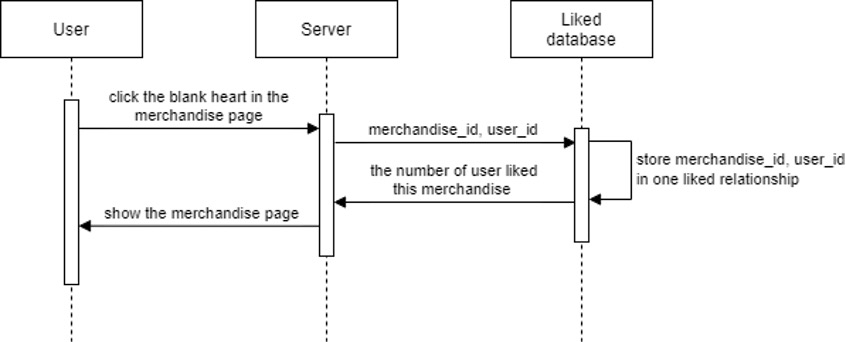 User
Server
Liked
database
click the blank heart in the
merchandise page
merchandise_id, user_id
store merchandise_id, user_id
in one liked relationship
the number of user liked
this merchandise
show the merchandise page